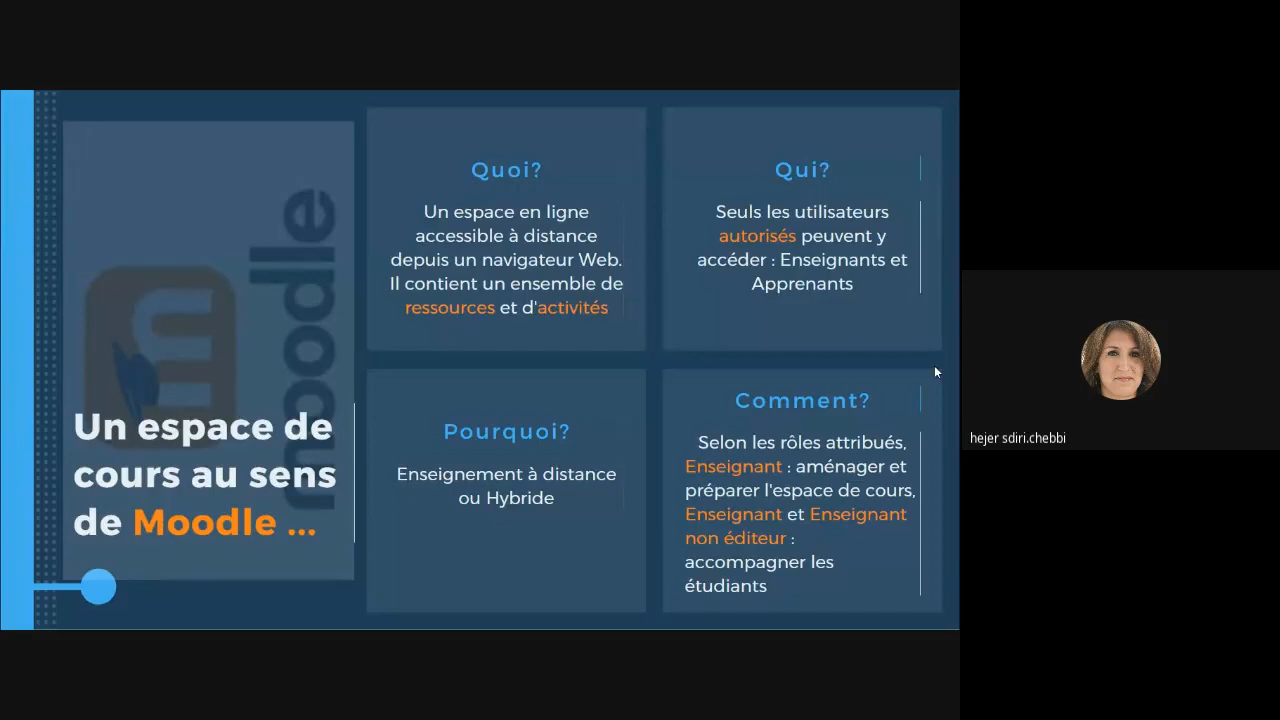 moodle
Un espace de
cours au sens
de Moodle ...
Quoi?
Un espace en ligne
accessible à distance
depuis un navigateur Web.
Il contient un ensemble de
ressources et d'activités
Qui?
Seuls les utilisateurs
autorisés peuvent y
accéder : Enseignants et
Apprenants
Pourquoi?
Enseignement à distance
ou Hybride
Comment?
Selon les rôles attribués,
Enseignant : aménager et
préparer l'espace de cours,
Enseignant et Enseignant
non éditeur :
accompagner les
étudiants
hejer sdiri.chebbi